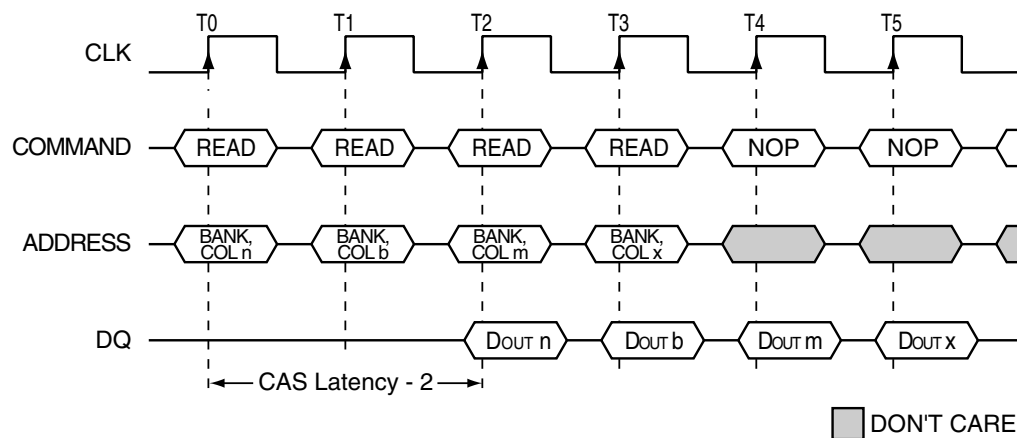 T0 T1 T2 T3 T4 T5
CLK
COMMAND READ READ READ READ NOP NOP
ADDRESS BANK, COL n BANK, COL b BANK, COL m BANK, COL x
DQ DOUT n DOUT b DOUT m DOUT x
CAS Latency - 2
DON'T CARE